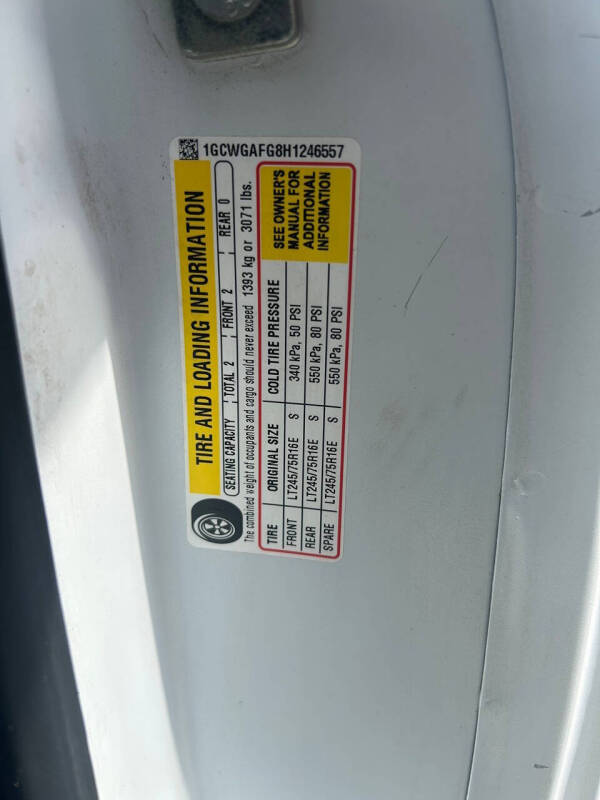 1GCWGAFG8H1246557
TIRE AND LOADING INFORMATION
SEATING CAPACITY TOTAL 2 FRONT 2 REAR 0
The combined weight of occupants and cargo should never exceed 1393 kg or 3071 lbs.
TIRE ORIGINAL SIZE COLD TIRE PRESSURE
FRONT LT245/75R16E S 340 kPa, 50 PSI
REAR LT245/75R16E S 550 kPa, 80 PSI
SPARE LT245/75R16E S 550 kPa, 80 PSI
SEE OWNER'S
MANUAL FOR
ADDITIONAL
INFORMATION